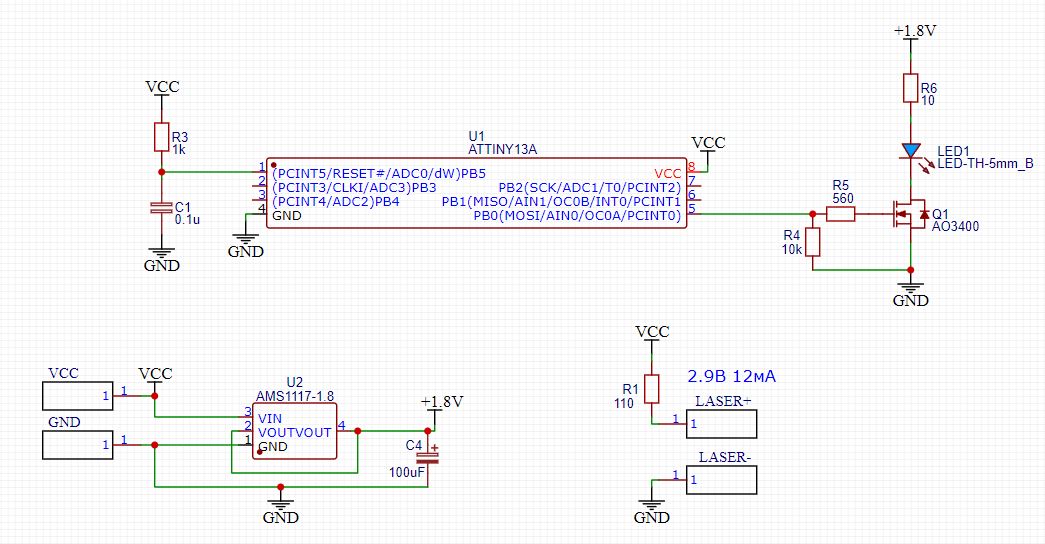 +1.8V
R6
10
LED1
LED-TH-5mm_B
VCC
R3
1k
U1
ATTINY13A
VCC
1
(PCINT5/RESET#/ADC0/dW)PB5
VCC
8
2
(PCINT3/CLKI/ADC3)PB3
PB2(SCK/ADC1/T0/PCINT2)
7
3
(PCINT4/ADC2)PB4
PB1(MISO/AIN1/OC0B/INT0/PCINT1
6
4
GND
PB0(MOSI/AIN0/OC0A/PCINT0)
5
C1
0.1u
GND
GND
R5
560
R4
10k
Q1
AO3400
GND
VCC
1
1
GND
1
1
VCC
U2
AMS1117-1.8
3
VIN
2
VOUTVOUT
4
1
GND
+1.8V
C4
+
100uF
GND
VCC
R1
110
2.9В 12мА
LASER+
1
1
LASER-
1
1
GND